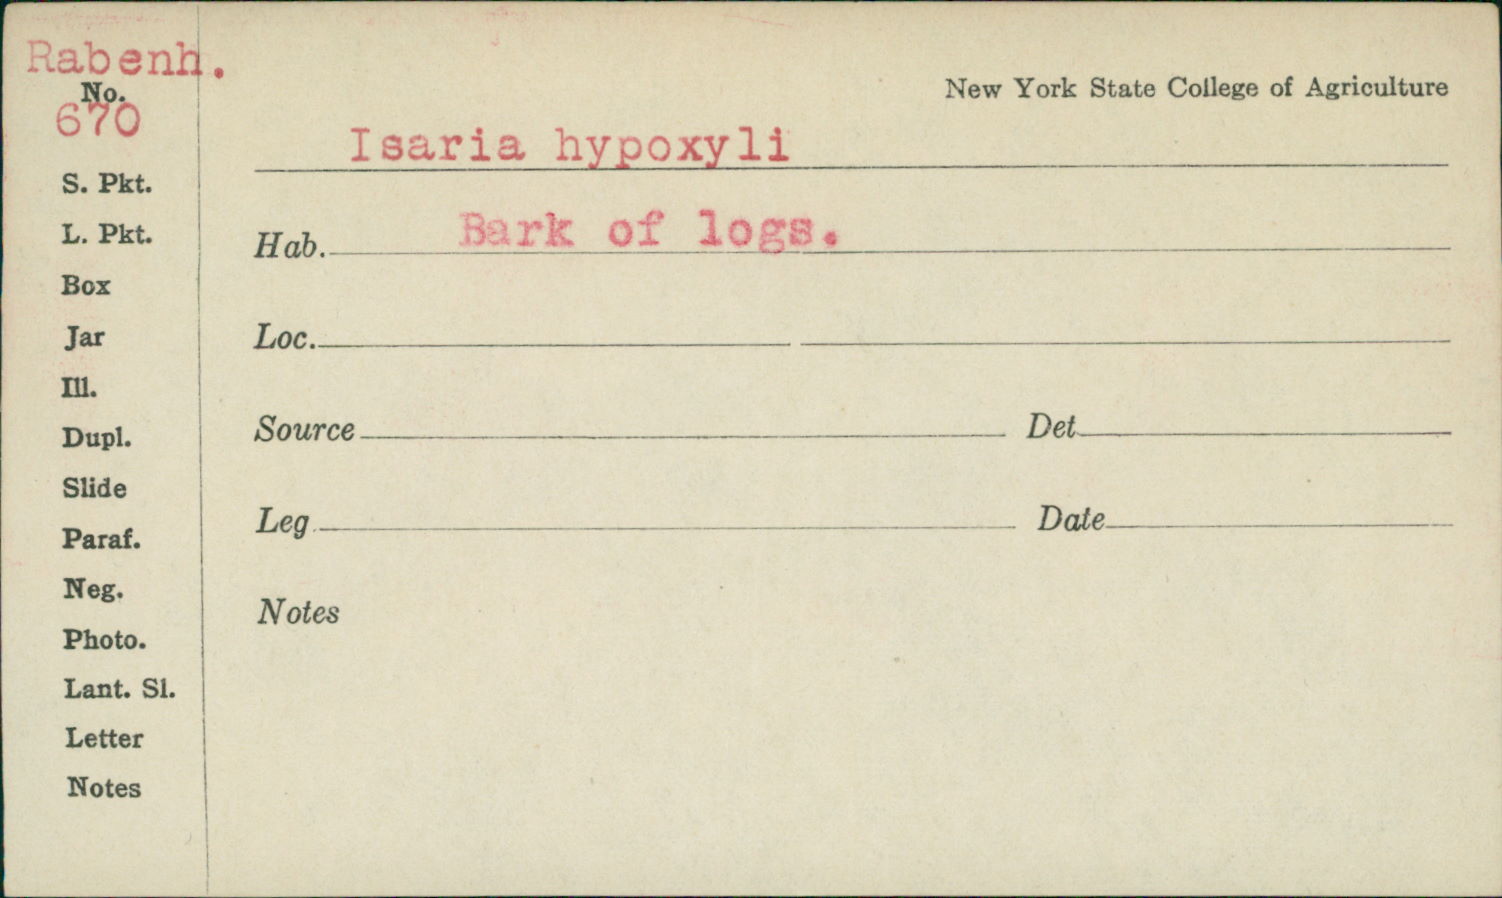 Rabenh.
No.
670
New York State College of Agriculture
Isaria hypoxyli
S. Pkt.
L. Pkt.
Hab. Bark of logs.
Box
Jar
Loc.
Ill.
Dupl.
Source Det.
Slide
Leg. Date
Paraf.
Neg.
Notes
Photo.
Lant. Sl.
Letter
Notes